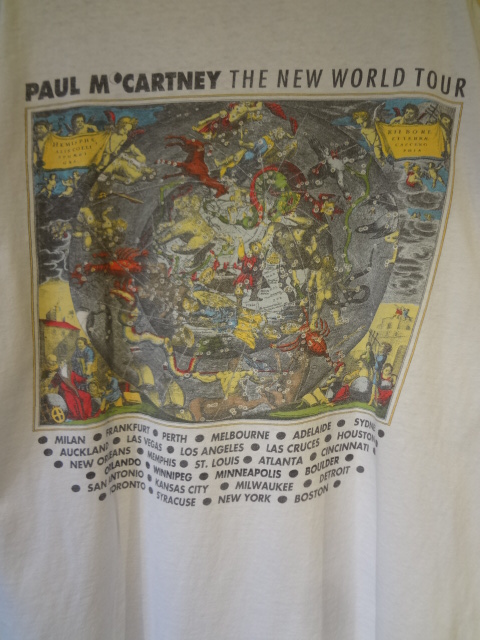 PAUL McCARTNEY THE NEW WORLD TOUR
● MILAN ● FRANKFURT ● PERTH ● MELBOURNE ● ADELAIDE ● SYDNEY
● AUCKLAND ● LAS VEGAS ● LOS ANGELES ● LAS CRUCES ● HOUSTON
● NEW ORLEANS ● MEMPHIS ● ST. LOUIS ● ATLANTA ● CINCINNATI ●
● ORLANDO ● WINNIPEG ● MINNEAPOLIS ● BOULDER ●
● SAN ANTONIO ● KANSAS CITY ● MILWAUKEE ● DETROIT ●
● TORONTO ● SYRACUSE ● NEW YORK ● BOSTON ●